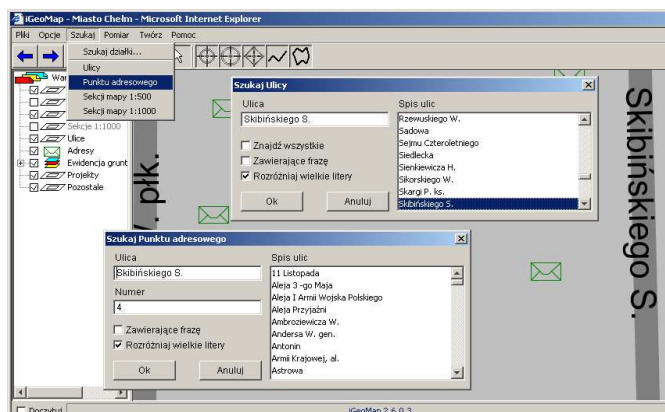 iGeoMap - Miasto Chełm - Microsoft Internet Explorer
Pliki Opcje Szukaj Pomiar Twórz Pomoc
Szukaj działki...
Ulicy
Punktu adresowego
Sekcji mapy 1:500
Sekcji mapy 1:1000
Sekcje 1:1000
Ulice
Adresy
Ewidencja grunt
Projekty
Pozostałe
płk.
Skibińskiego S.
Szukaj Ulicy
Ulica
Skibińskiego S.
Znajdź wszystkie
Zawierające frazę
Rozróżniaj wielkie litery
Ok Anuluj
Spis ulic
Rzewuskiego W.
Sadowa
Sejmu Czteroletniego
Siedlecka
Sienkiewicza H.
Sikorskiego W.
Skargi P. ks.
Skibińskiego S.
Szukaj Punktu adresowego
Ulica
Skibińskiego S.
Numer
4
Zawierające frazę
Rozróżniaj wielkie litery
Ok Anuluj
Spis ulic
11 Listopada
Aleja 3 -go Maja
Aleja I Armii Wojska Polskiego
Aleja Przyjaźni
Ambroziewicza W.
Andersa W. gen.
Antonin
Armii Krajowej, al.
Astrowa
Doczytuj
iGeoMap 2.6.0.3